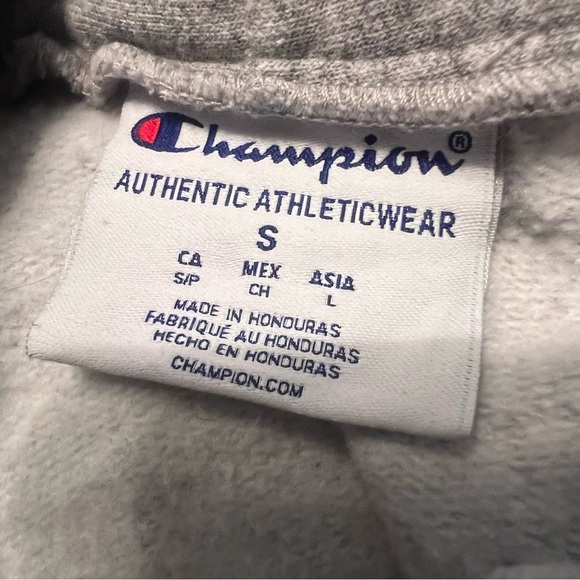 Champion®
AUTHENTIC ATHLETICWEAR
S
CA MEX ASIA
S/P CH L
MADE IN HONDURAS
FABRIQUÉ AU HONDURAS
HECHO EN HONDURAS
CHAMPION.COM